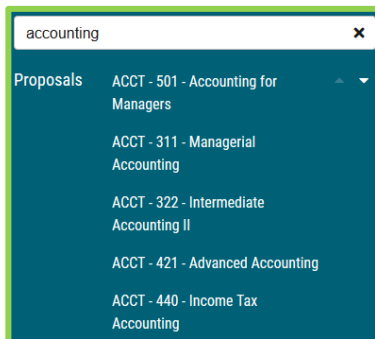 accounting
Proposals
ACCT - 501 - Accounting for
Managers
ACCT - 311 - Managerial
Accounting
ACCT - 322 - Intermediate
Accounting II
ACCT - 421 - Advanced Accounting
ACCT - 440 - Income Tax
Accounting